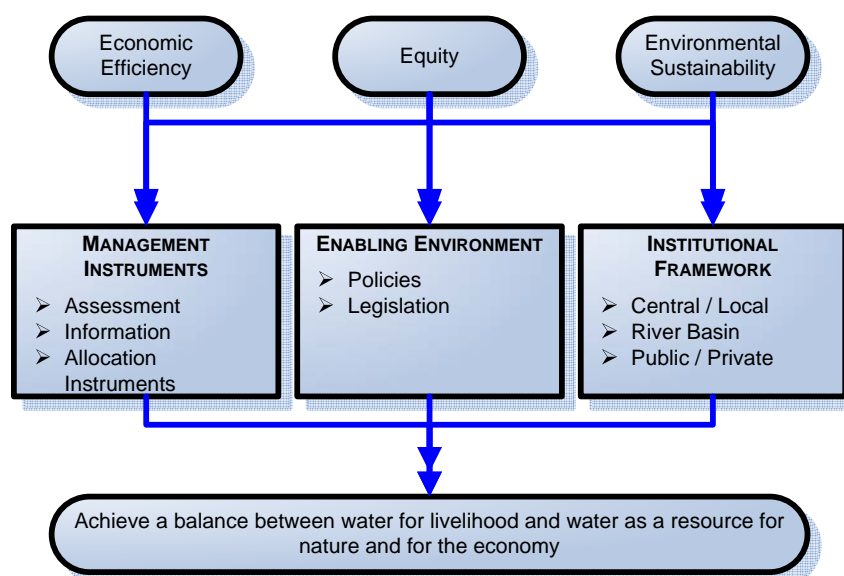 Economic
Efficiency
Equity
Environmental
Sustainability
MANAGEMENT
INSTRUMENTS
➢ Assessment
➢ Information
➢ Allocation
Instruments
ENABLING ENVIRONMENT
➢ Policies
➢ Legislation
INSTITUTIONAL
FRAMEWORK
➢ Central / Local
➢ River Basin
➢ Public / Private
Achieve a balance between water for livelihood and water as a resource for
nature and for the economy